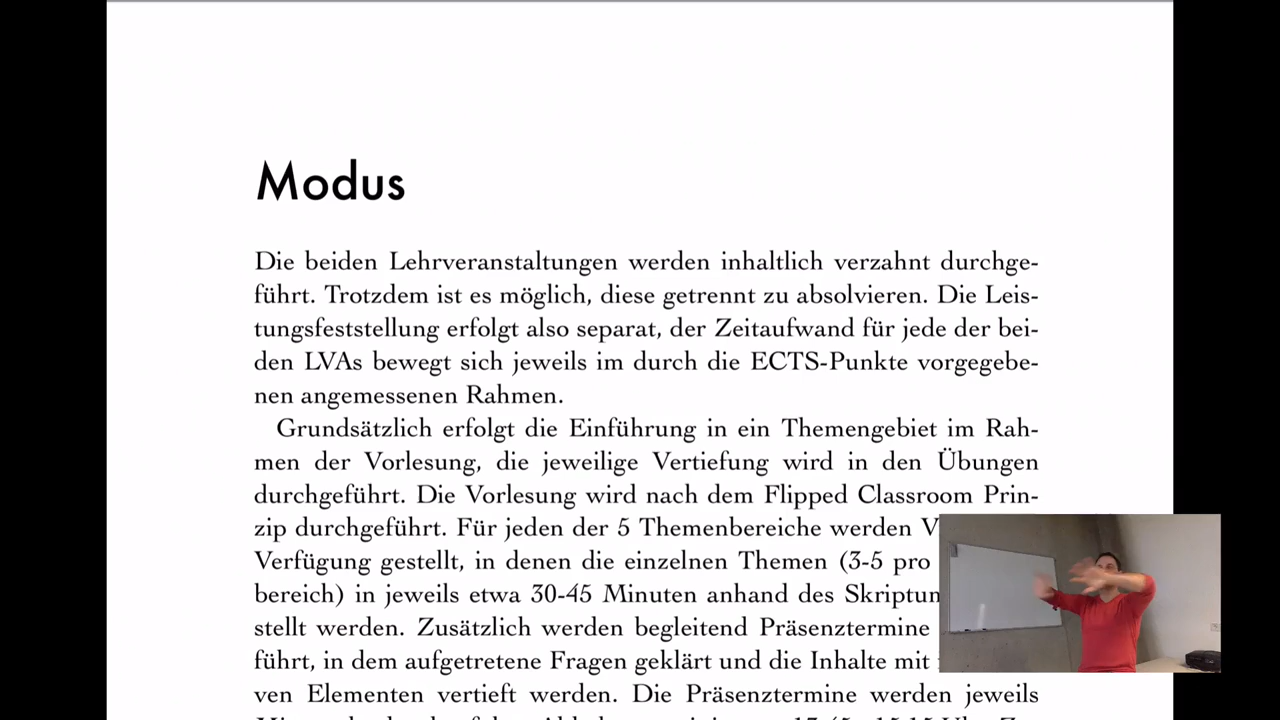 Modus
Die beiden Lehrveranstaltungen werden inhaltlich verzahnt durchge-
führt. Trotzdem ist es möglich, diese getrennt zu absolvieren. Die Leis-
tungsfeststellung erfolgt also separat, der Zeitaufwand für jede der bei-
den LVAs bewegt sich jeweils im durch die ECTS-Punkte vorgegebe-
nen angemessenen Rahmen.
Grundsätzlich erfolgt die Einführung in ein Themengebiet im Rah-
men der Vorlesung, die jeweilige Vertiefung wird in den Übungen
durchgeführt. Die Vorlesung wird nach dem Flipped Classroom Prin-
zip durchgeführt. Für jeden der 5 Themenbereiche werden
Verfügung gestellt, in denen die einzelnen Themen (3-5 pro
bereich) in jeweils etwa 30-45 Minuten anhand des
stellt werden. Zusätzlich werden begleitend Präsenztermine
führt, in dem aufgetretene Fragen geklärt und die Inhalte mit
ven Elementen vertieft werden. Die Präsenztermine werden jeweils